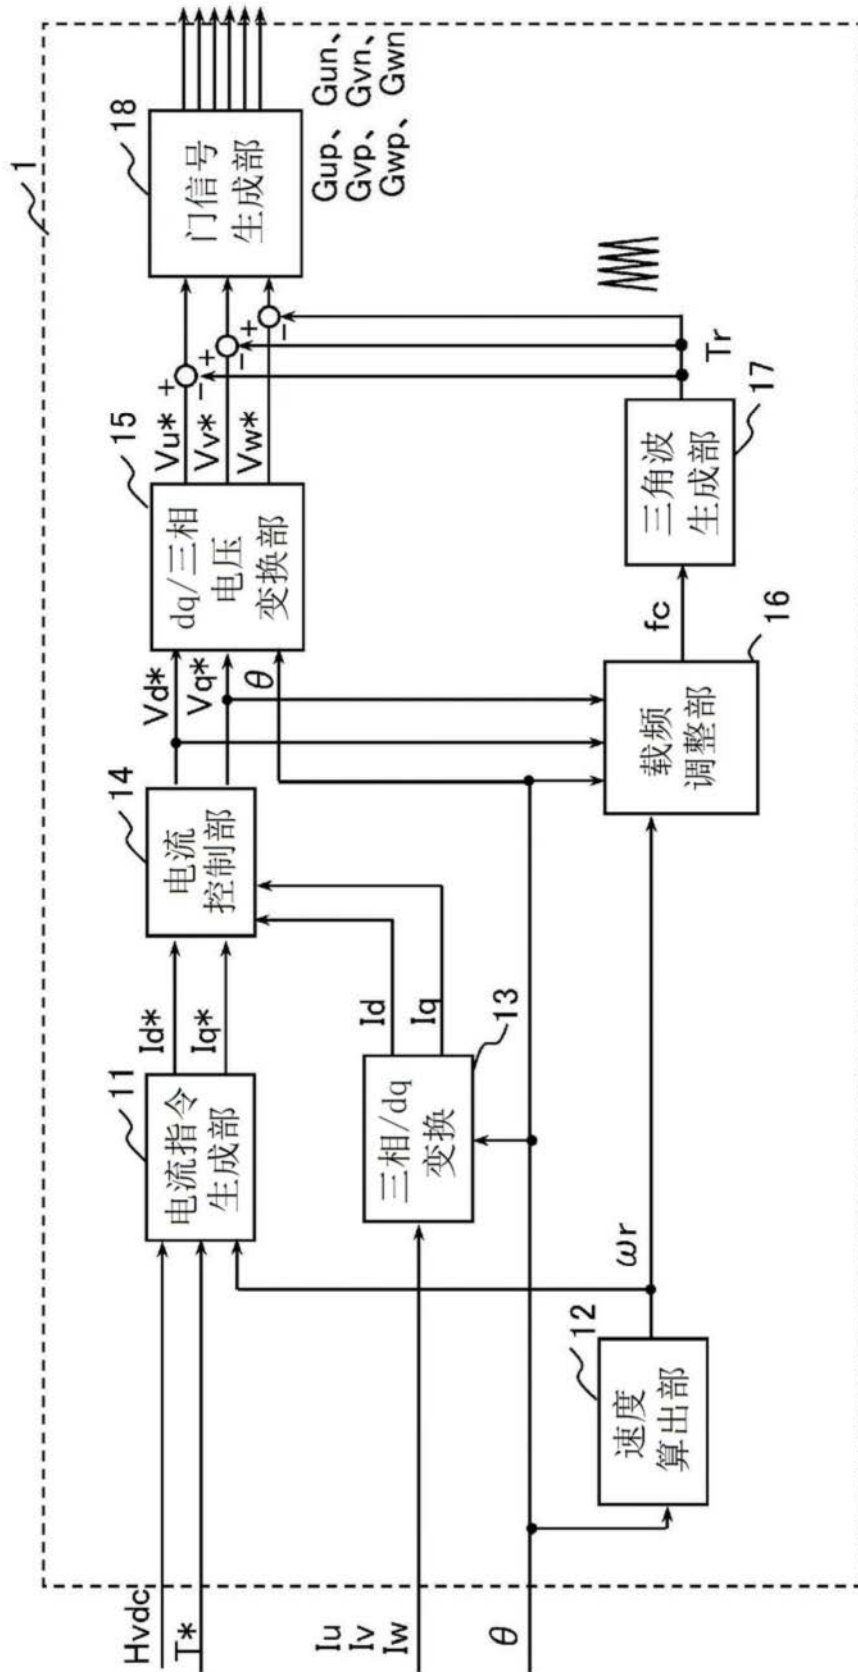 1
Hvdc
T*
Iu
Iv
Iw
θ
11
电流指令
生成部
Id*
Iq*
14
电流
控制部
Vd*
Vq*
θ
15
dq/三相
电压
变换部
Vu*
Vv*
Vw*
+
-
+
-
+
-
18
门信号
生成部
Gup、Gun、
Gvp、Gvn、
Gwp、Gwn
三相/dq
变换
13
Id
Iq
12
速度
算出部
ωr
载频
调整部
16
fc
三角波
生成部
17
Tr